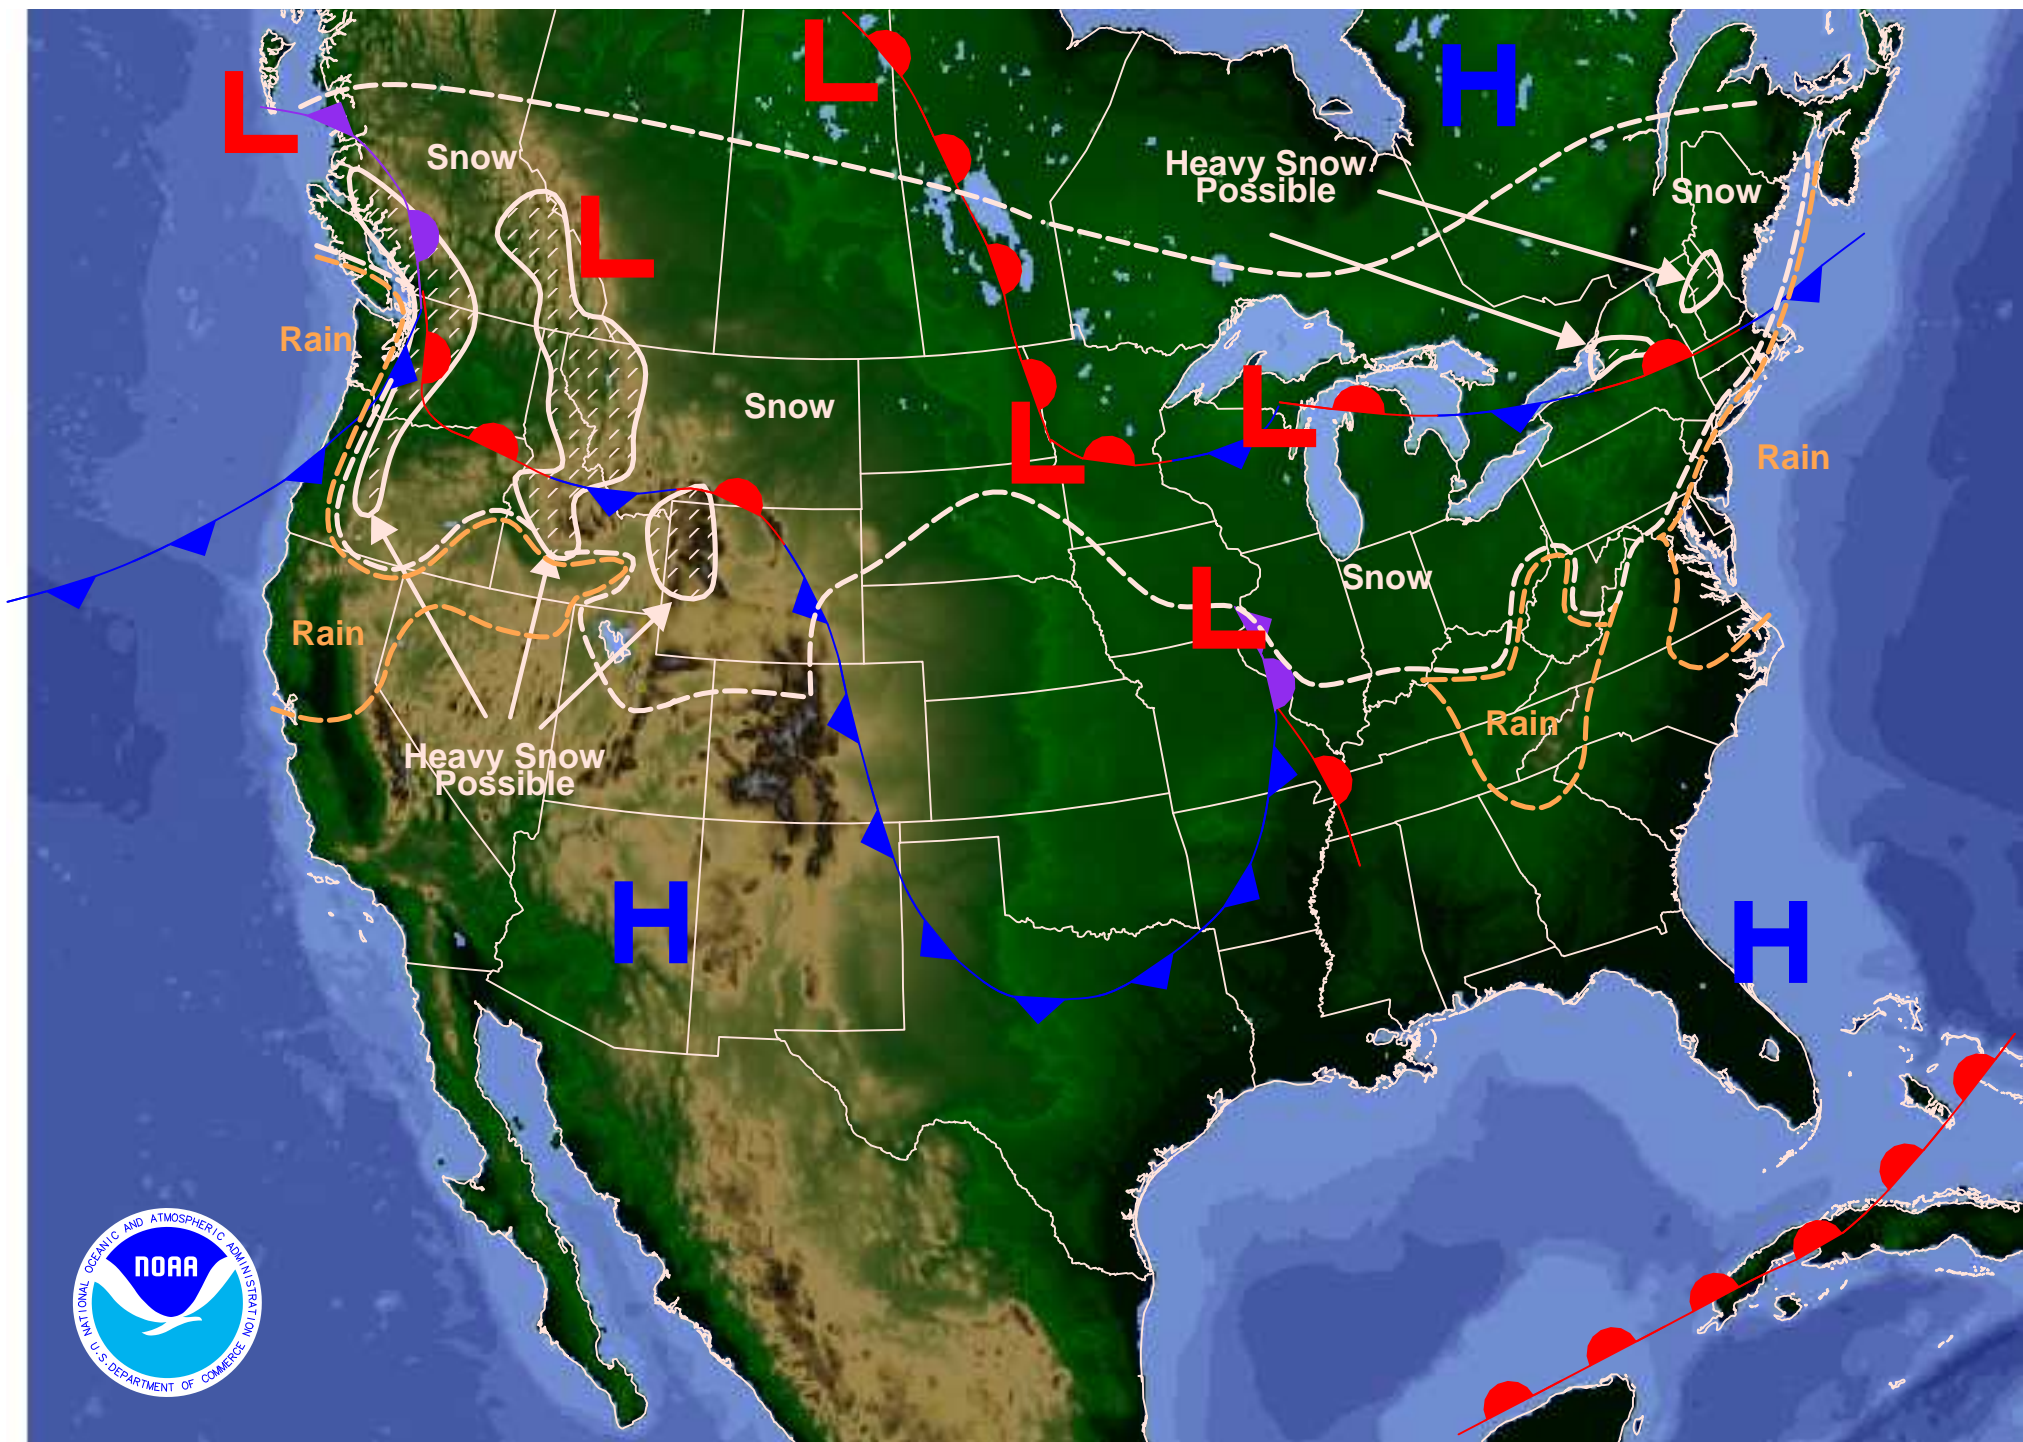 L
H
L
Heavy Snow
Possible
Snow
Snow
L
Rain
Snow
L
L
Rain
Snow
L
Rain
Rain
Heavy Snow
Possible
H
H
NATIONAL OCEANIC AND ATMOSPHERIC ADMINISTRATION
NOAA
U.S. DEPARTMENT OF COMMERCE